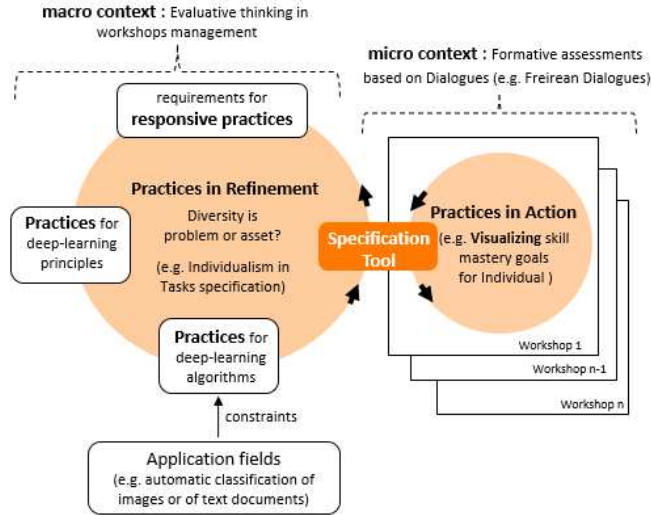 macro context : Evaluative thinking in
workshops management
micro context : Formative assessments
based on Dialogues (e.g. Freirean Dialogues)
requirements for
responsive practices
Practices in Refinement
Diversity is
problem or asset?
(e.g. Individualism in
Tasks specification)
Practices for
deep-learning
principles
Practices for
deep-learning
algorithms
constraints
Application fields
(e.g. automatic classification of
images or of text documents)
Specification
Tool
Practices in Action
(e.g. Visualizing skill
mastery goals
for Individual )
Workshop 1
Workshop n-1
Workshop n